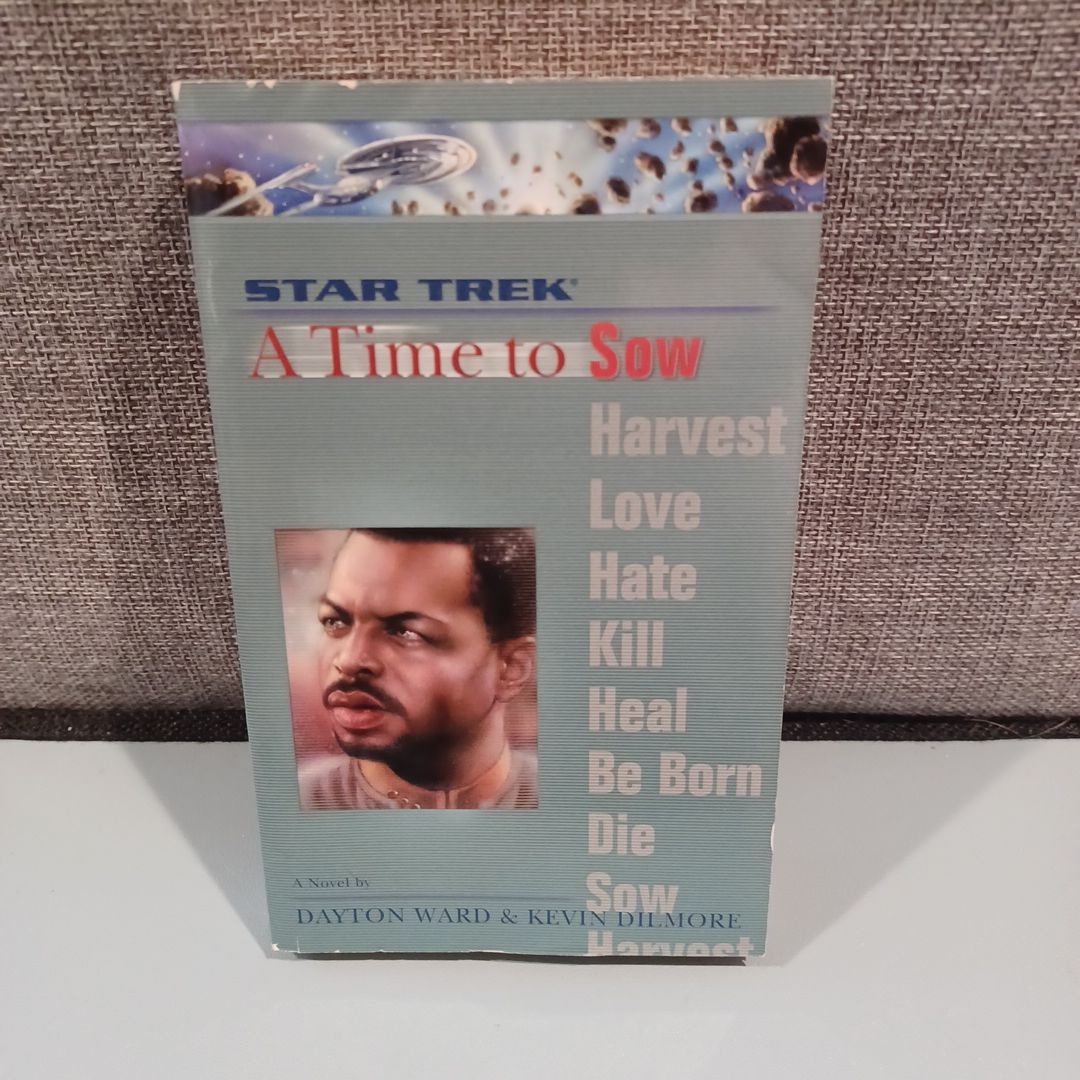 STAR TREK®
A Time to Sow
Harvest
Love
Hate
Kill
Heal
Be Born
Die
Sow
A Novel by
DAYTON WARD & KEVIN DILMORE
Harvest